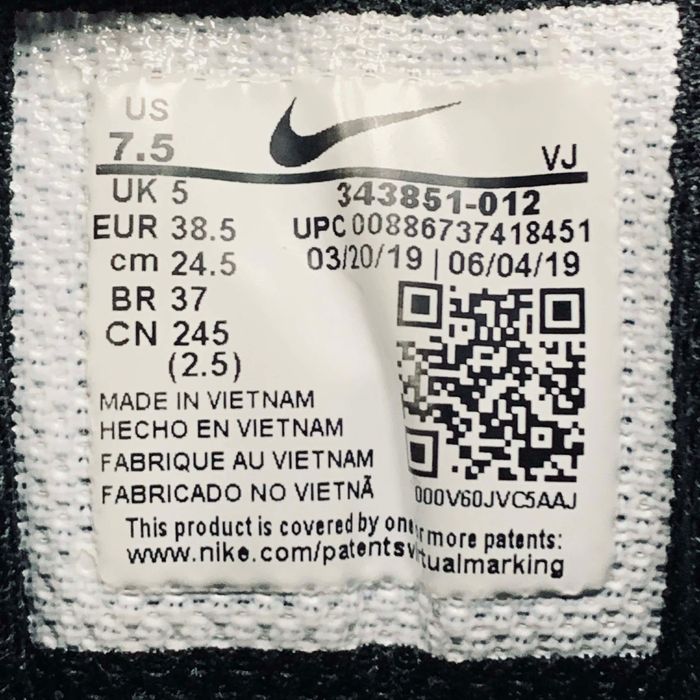 US
7.5
VJ
UK 5
343851-012
EUR 38.5
UPC 00886737418451
cm 24.5
03/20/19 | 06/04/19
BR 37
CN 245
(2.5)
MADE IN VIETNAM
HECHO EN VIETNAM
FABRIQUE AU VIETNAM
FABRICADO NO VIETNÃ
000V60JVC5AAJ
This product is covered by one r more patents:
www.nike.com/patentsv tualmarking